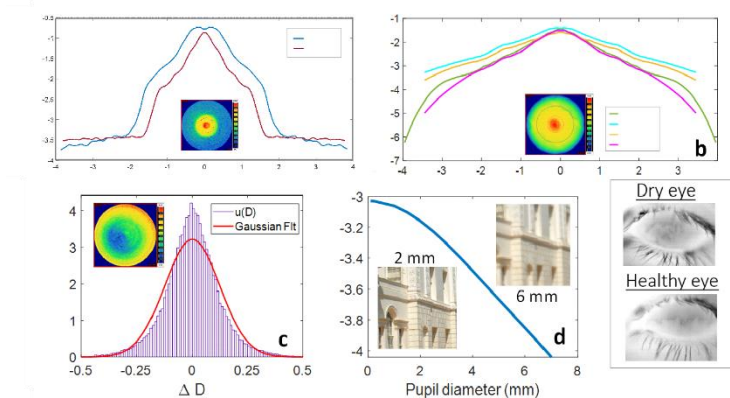 -0.5
-1
-1.5
-2
-2.5
-3
-3.5
-4
-4 -3 -2 -1 0 1 2 3 4
-1
-2
-3
-4
-5
-6
-7
-3 -2 -1 0 1 2 3
b
4
3
2
1
0
-0.5 -0.25 0 0.25 0.5
u(D)
Gaussian Fit
c
Δ D
-3
-3.2
-3.4
-3.6
-3.8
-4
0 2 4 6 8
2 mm
6 mm
d
Pupil diameter (mm)
Dry eye
Healthy eye